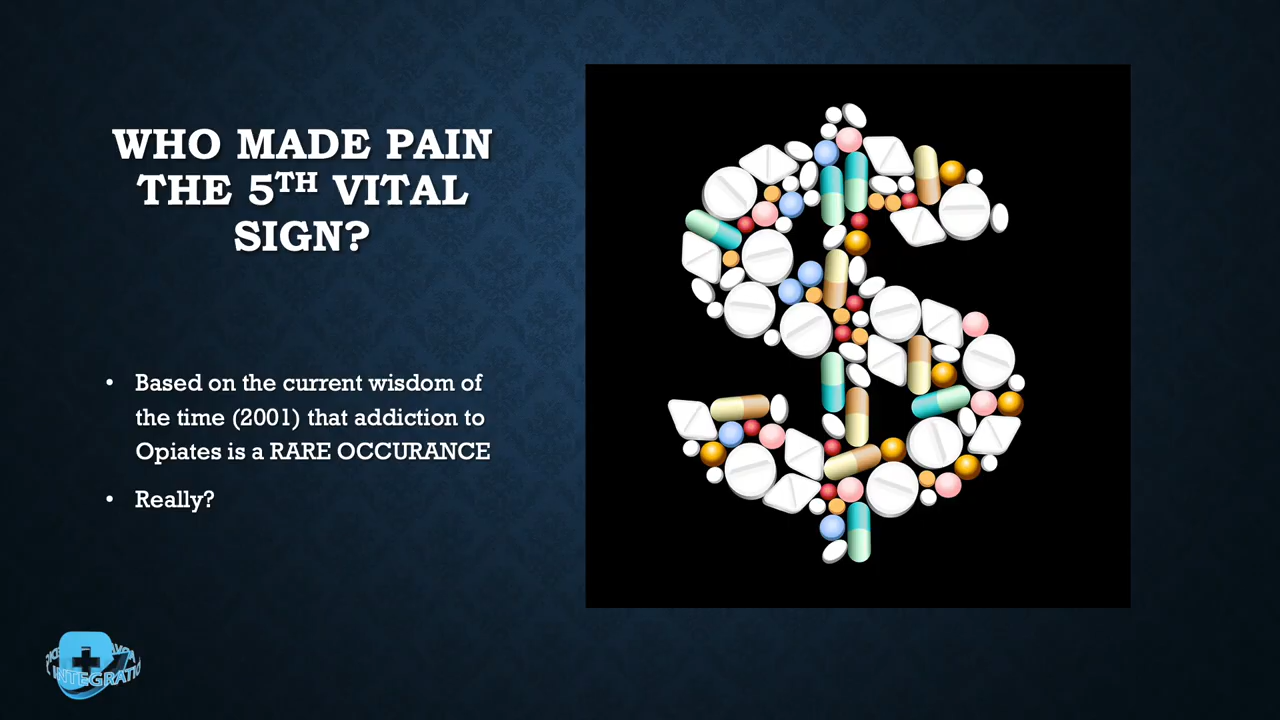 WHO MADE PAIN
THE 5TH VITAL
SIGN?
• Based on the current wisdom of
the time (2001) that addiction to
Opiates is a RARE OCCURANCE
• Really?